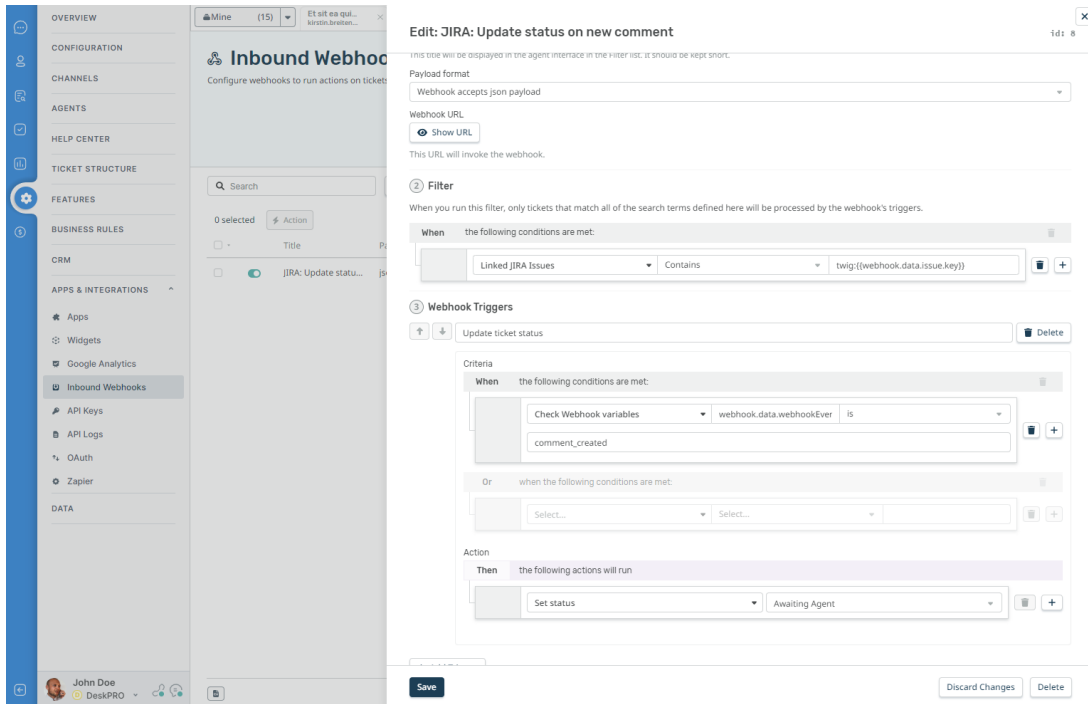 OVERVIEW
CONFIGURATION
CHANNELS
AGENTS
HELP CENTER
TICKET STRUCTURE
FEATURES
BUSINESS RULES
CRM
APPS & INTEGRATIONS
Apps
Widgets
Google Analytics
Inbound Webhooks
API Keys
API Logs
OAuth
Zapier
DATA
John Doe
DeskPRO
Mine (15)
Et sit ea qui...
kirstin.breiten...
Inbound Webhoo
Configure webhooks to run actions on ticket
Search
0 selected
Action
Title
Pa
JIRA: Update statu...
jso
Edit: JIRA: Update status on new comment
id: 8
This title will be displayed in the agent interface in the Filter list. It should be kept short.
Payload format
Webhook accepts json payload
Webhook URL
Show URL
This URL will invoke the webhook.
2 Filter
When you run this filter, only tickets that match all of the search terms defined here will be processed by the webhook's triggers.
When the following conditions are met:
Linked JIRA Issues Contains twig:{{webhook.data.issue.key}}
3 Webhook Triggers
Update ticket status
Delete
Criteria
When the following conditions are met:
Check Webhook variables webhook.data.webhookEver is
comment_created
Or when the following conditions are met:
Select... Select...
Action
Then the following actions will run
Set status Awaiting Agent
Save
Discard Changes
Delete